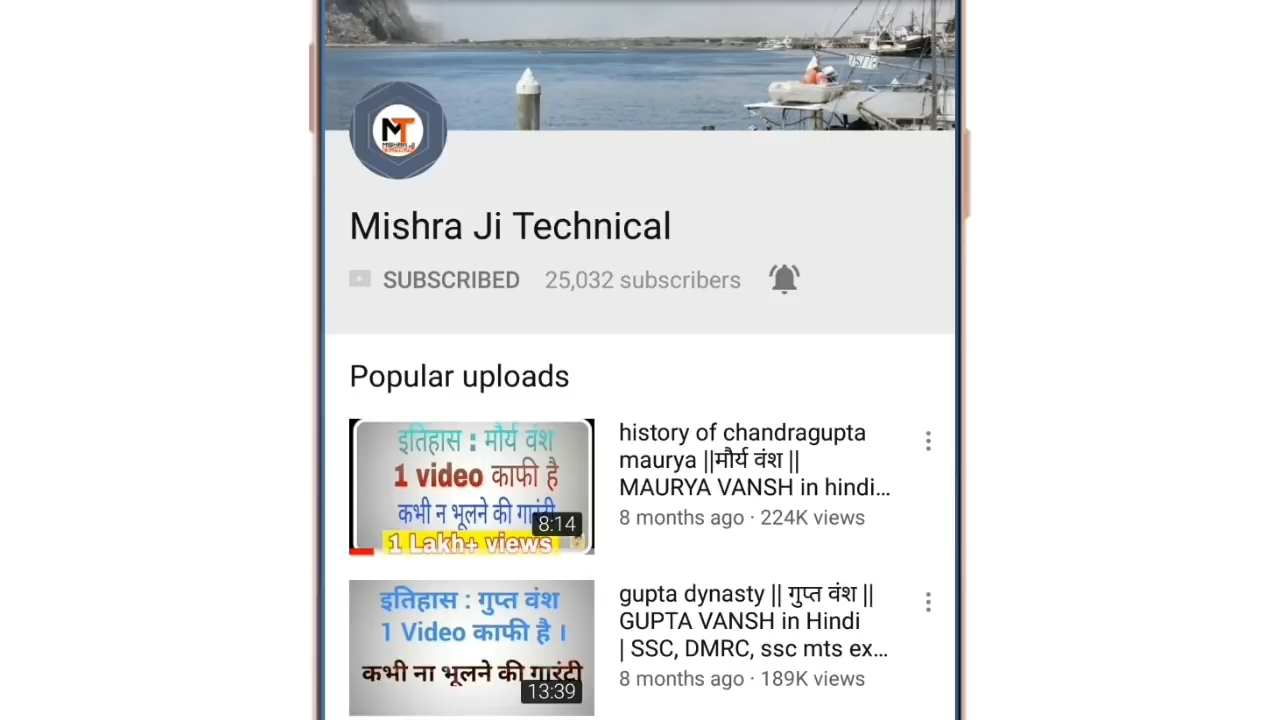 MT
MISHRA JI
Mishra Ji Technical
SUBSCRIBED 25,032 subscribers
Popular uploads
इतिहास : मौर्य वंश
1 video काफी है
कभी न भूलने की गारंटी
8:14
1 Lakh+ views
history of chandragupta
maurya ||मौर्य वंश ||
MAURYA VANSH in hindi...
8 months ago · 224K views
इतिहास : गुप्त वंश
1 Video काफी है ।
कभी ना भूलने की गारंटी
13:39
gupta dynasty || गुप्त वंश ||
GUPTA VANSH in Hindi
| SSC, DMRC, ssc mts ex...
8 months ago · 189K views